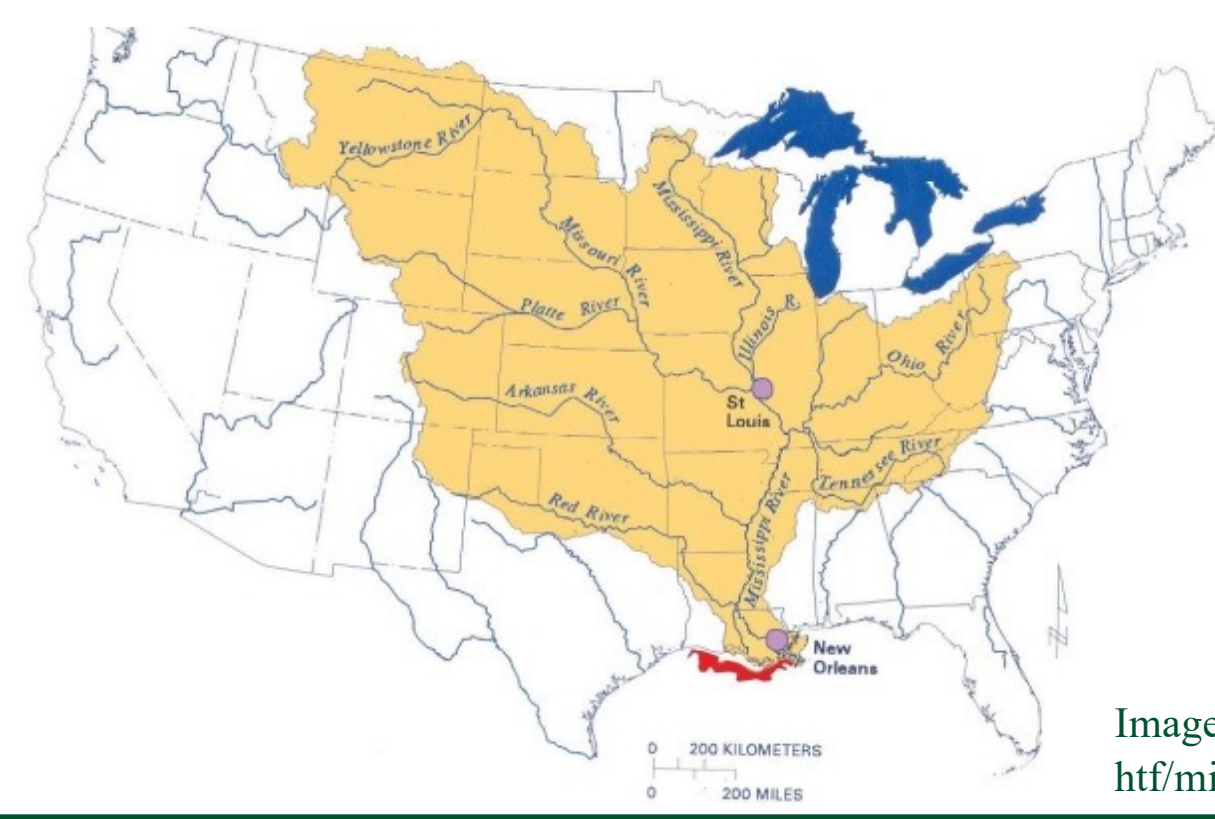 Yellowstone River
Mississippi River
Missouri River
Platte River
Illinois R.
Ohio River
St
Louis
Arkansas River
Tennessee River
Red River
Mississippi River
New
Orleans
Image
htf/mi
0 200 KILOMETERS
0 200 MILES